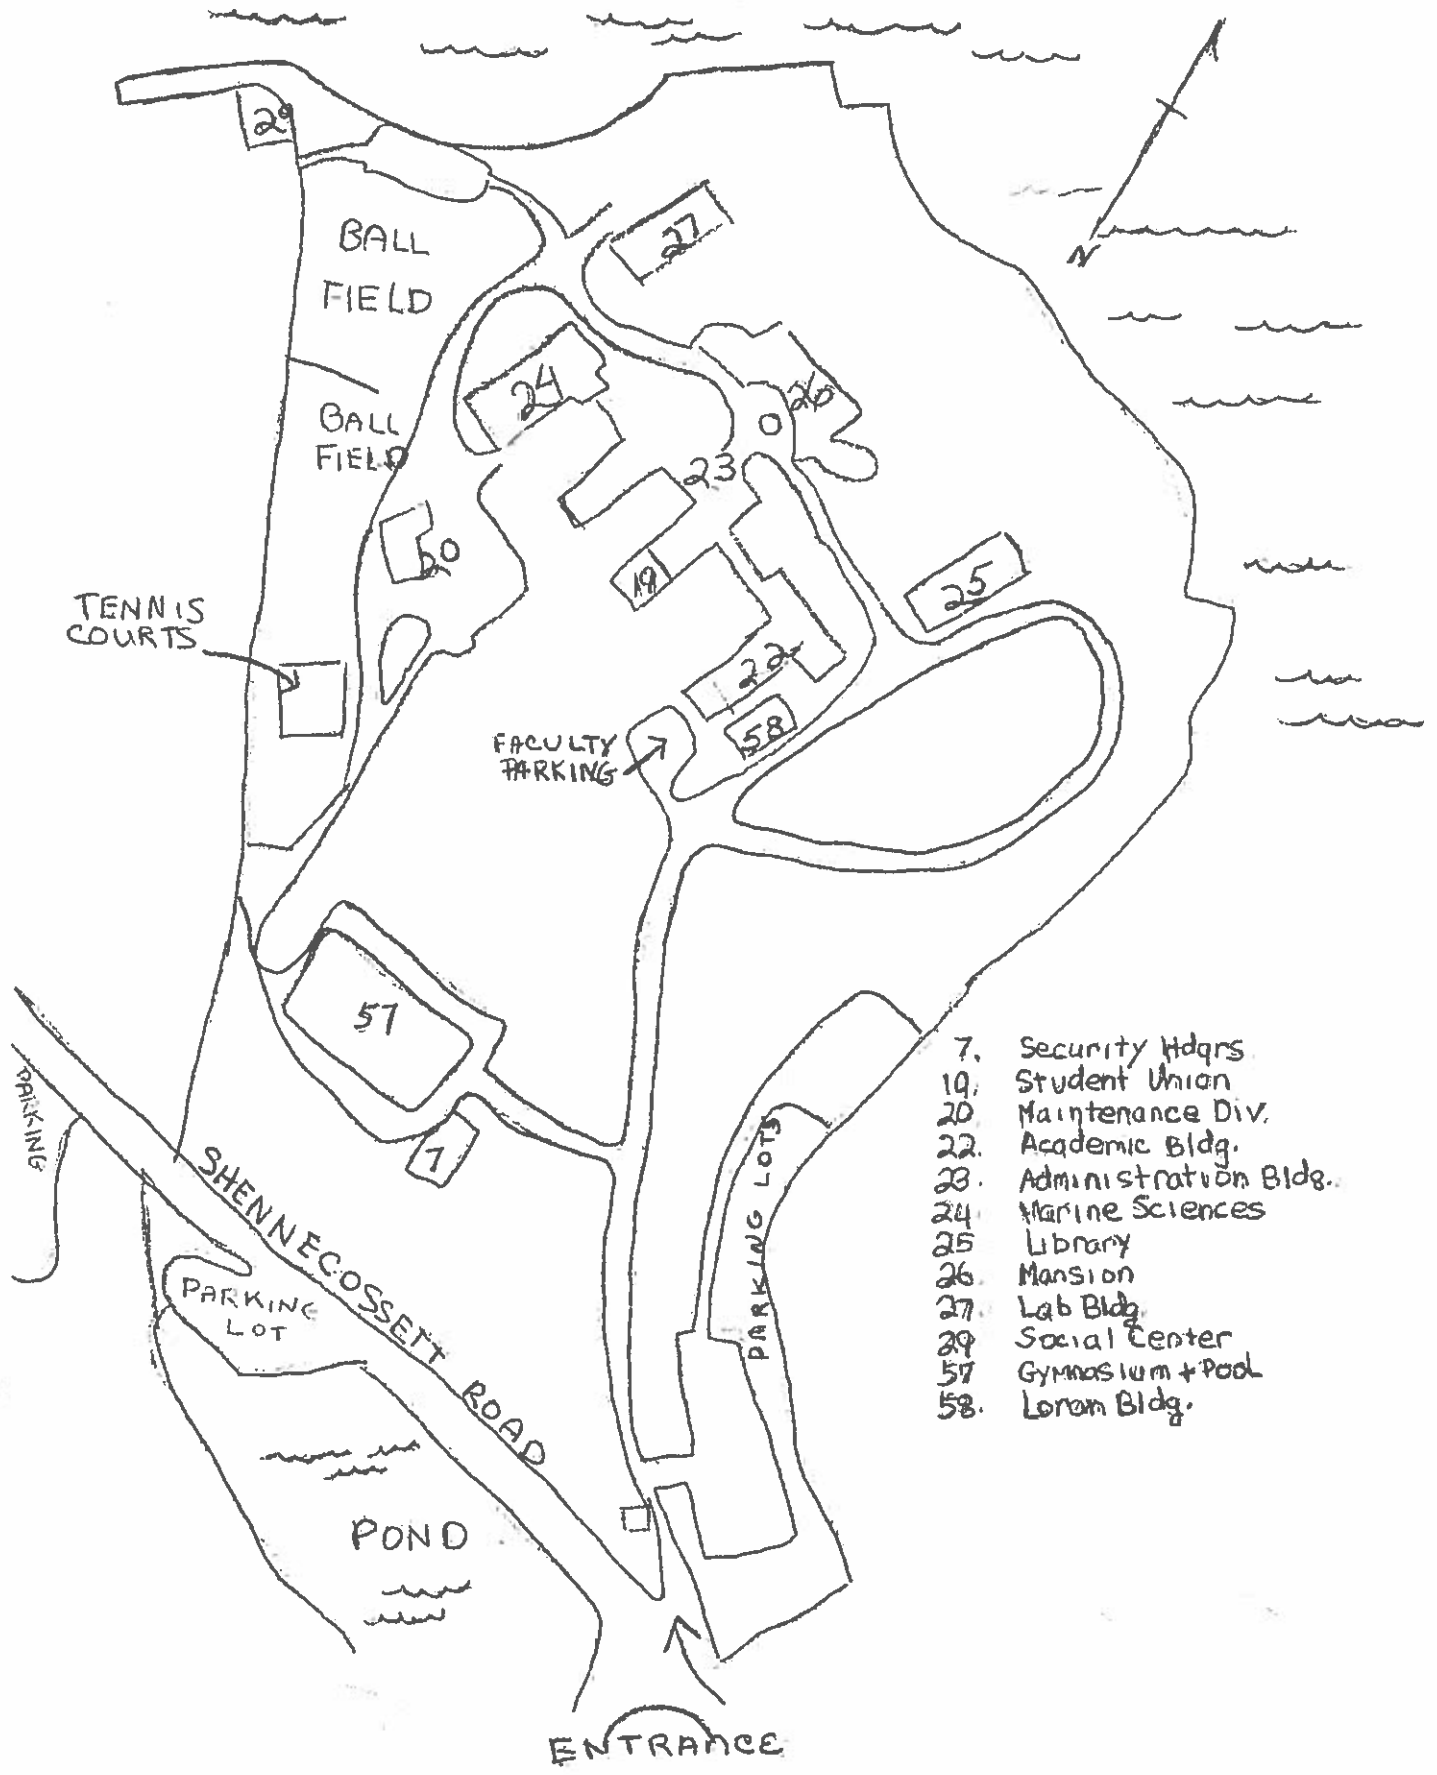 29
27
N
BALL
FIELD
24
26
BALL
FIELD
23
20
19
25
TENNIS
COURTS
22
58
FACULTY
PARKING
57
7
PARKING
SHENNECOSSETT ROAD
PARKING
LOT
PARKING LOTS
POND
ENTRANCE
7. Security Hdqrs
19. Student Union
20 Maintenance Div.
22. Academic Bldg.
23. Administration Bldg.
24 Marine Sciences
25 Library
26. Mansion
27 Lab Bldg
29 Social Center
57 Gymnasium + Pool
58. Loran Bldg.